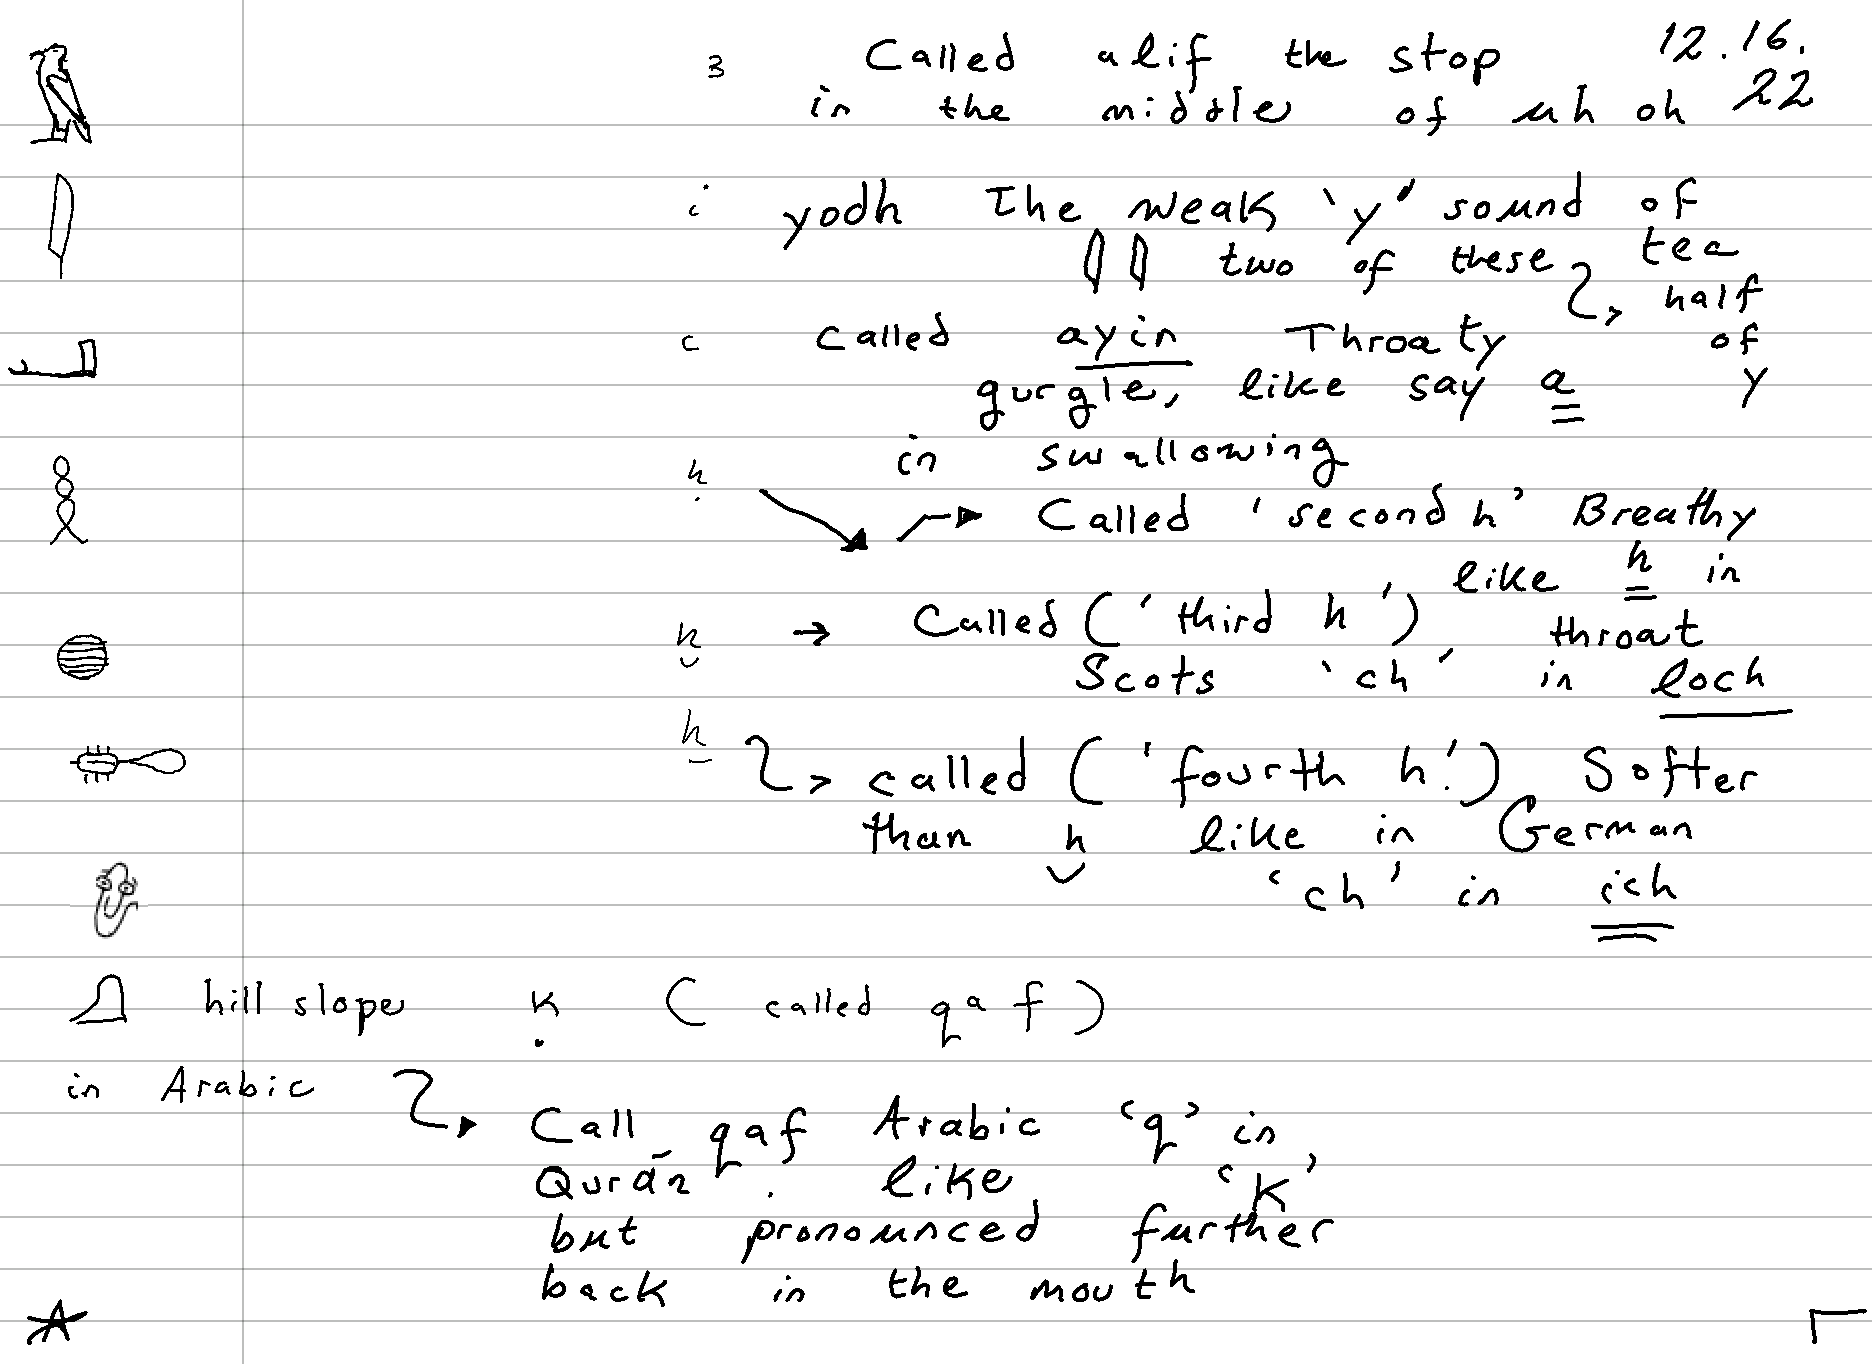 3 Called alif the stop 12.16.
in the middle of uh oh 22
i yodh The weak 'y' sound of
two of these tea
half
c called ayin Throaty of
gurgle, like say a y
in swallowing
ḥ Called 'second h' Breathy
like h in
ḫ → Called ('third h') throat
Scots 'ch' in loch
ẖ called ('fourth h'.) Softer
than ḫ like in German
'ch' in ich
hill slope ḳ (called qaf)
in Arabic
Call qaf Arabic 'q' in
Qurān. like 'K'
but pronounced further
back in the mouth